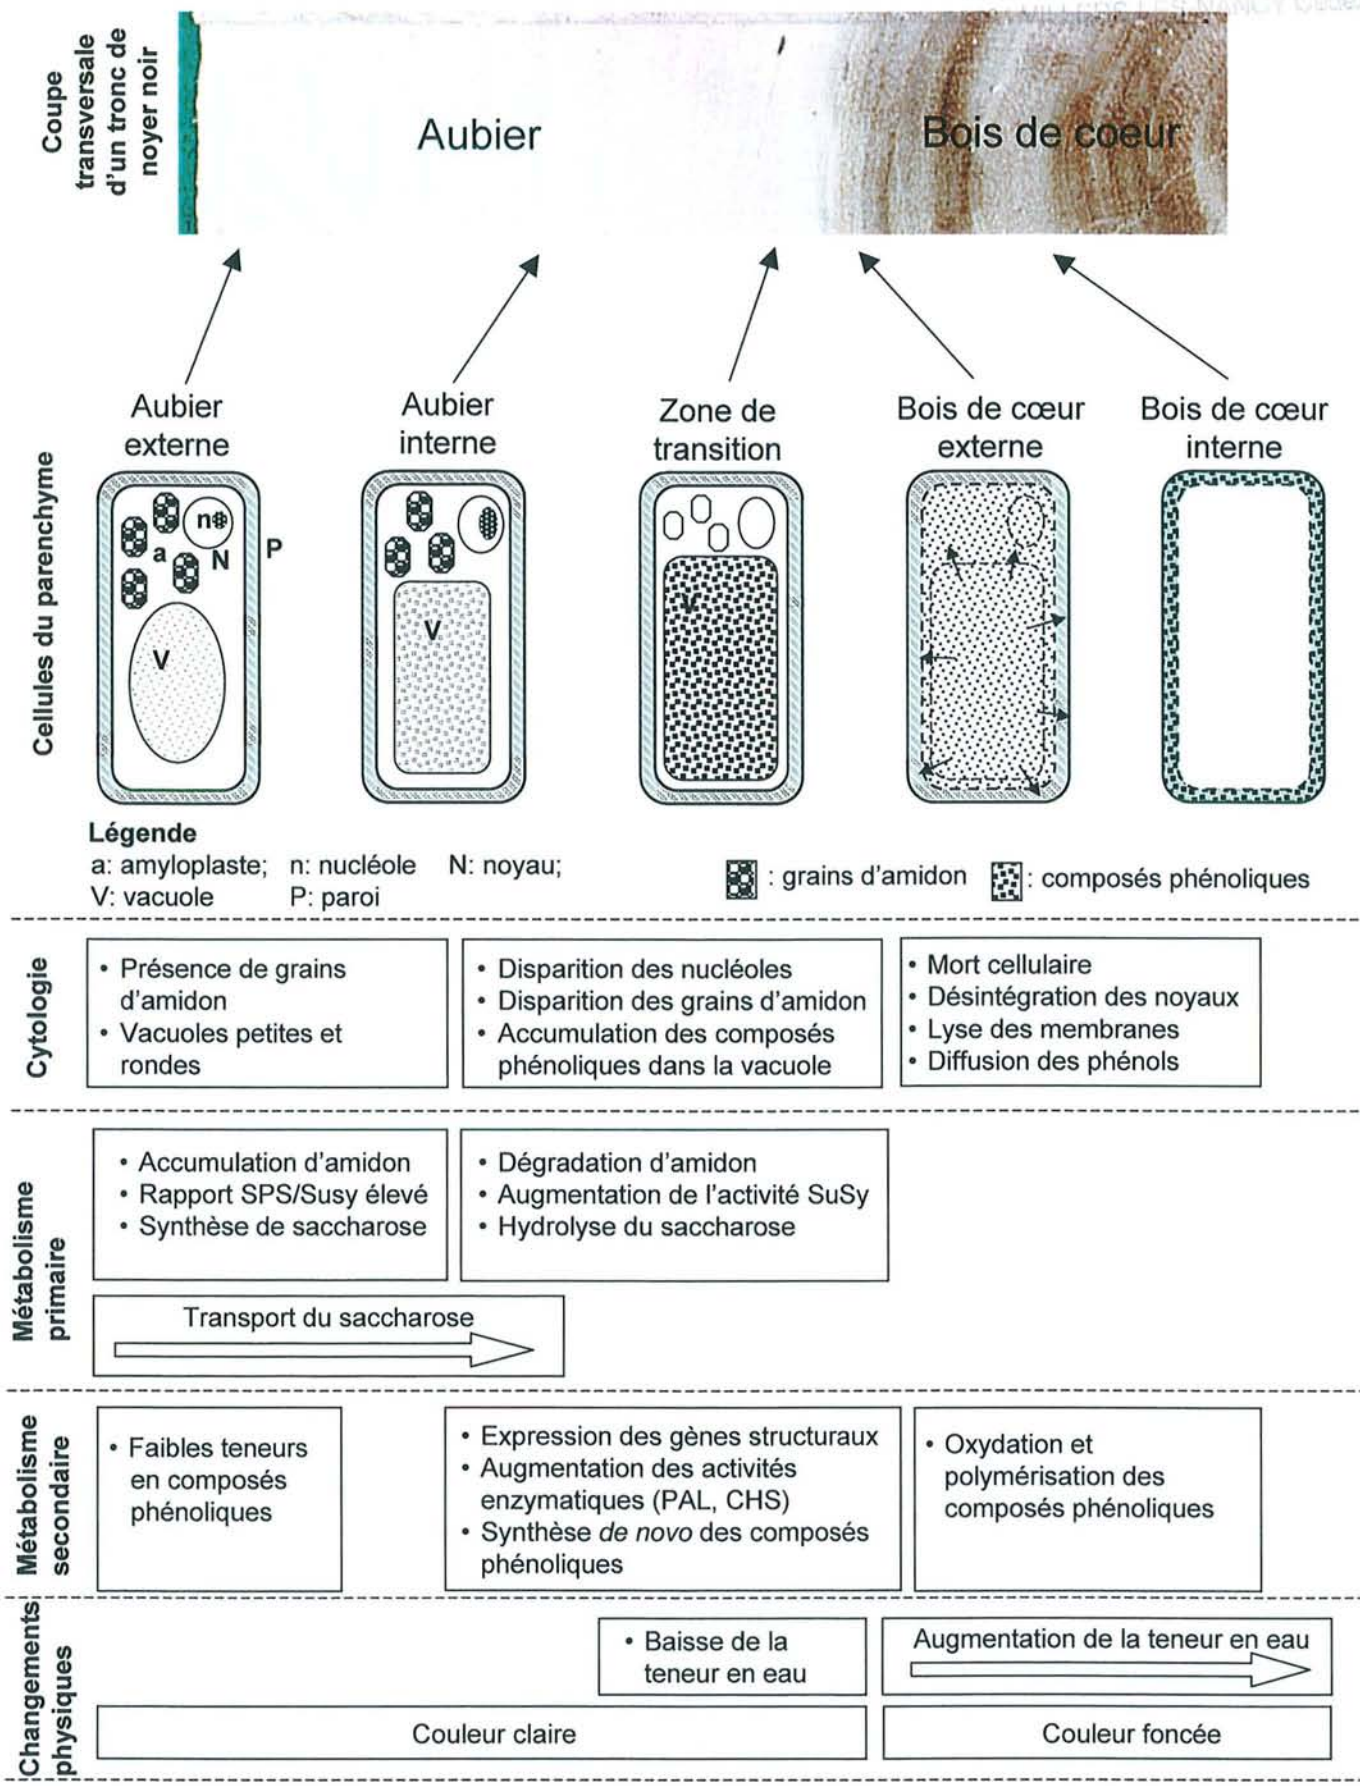 Coupe
transversale
d'un tronc de
noyer noir
Aubier
Bois de coeur
Aubier
externe
Aubier
interne
Zone de
transition
Bois de cœur
externe
Bois de cœur
interne
Cellules du parenchyme
n
a
N
P
V
V
V
Légende
a: amyloplaste; n: nucléole N: noyau;
V: vacuole P: paroi
: grains d'amidon
: composés phénoliques
Cytologie
• Présence de grains
d'amidon
• Vacuoles petites et
rondes
• Disparition des nucléoles
• Disparition des grains d'amidon
• Accumulation des composés
phénoliques dans la vacuole
• Mort cellulaire
• Désintégration des noyaux
• Lyse des membranes
• Diffusion des phénols
Métabolisme
primaire
• Accumulation d'amidon
• Rapport SPS/Susy élevé
• Synthèse de saccharose
• Dégradation d'amidon
• Augmentation de l'activité SuSy
• Hydrolyse du saccharose
Transport du saccharose
Métabolisme
secondaire
• Faibles teneurs
en composés
phénoliques
• Expression des gènes structuraux
• Augmentation des activités
enzymatiques (PAL, CHS)
• Synthèse de novo des composés
phénoliques
• Oxydation et
polymérisation des
composés phénoliques
Changements
physiques
• Baisse de la
teneur en eau
Augmentation de la teneur en eau
Couleur claire
Couleur foncée